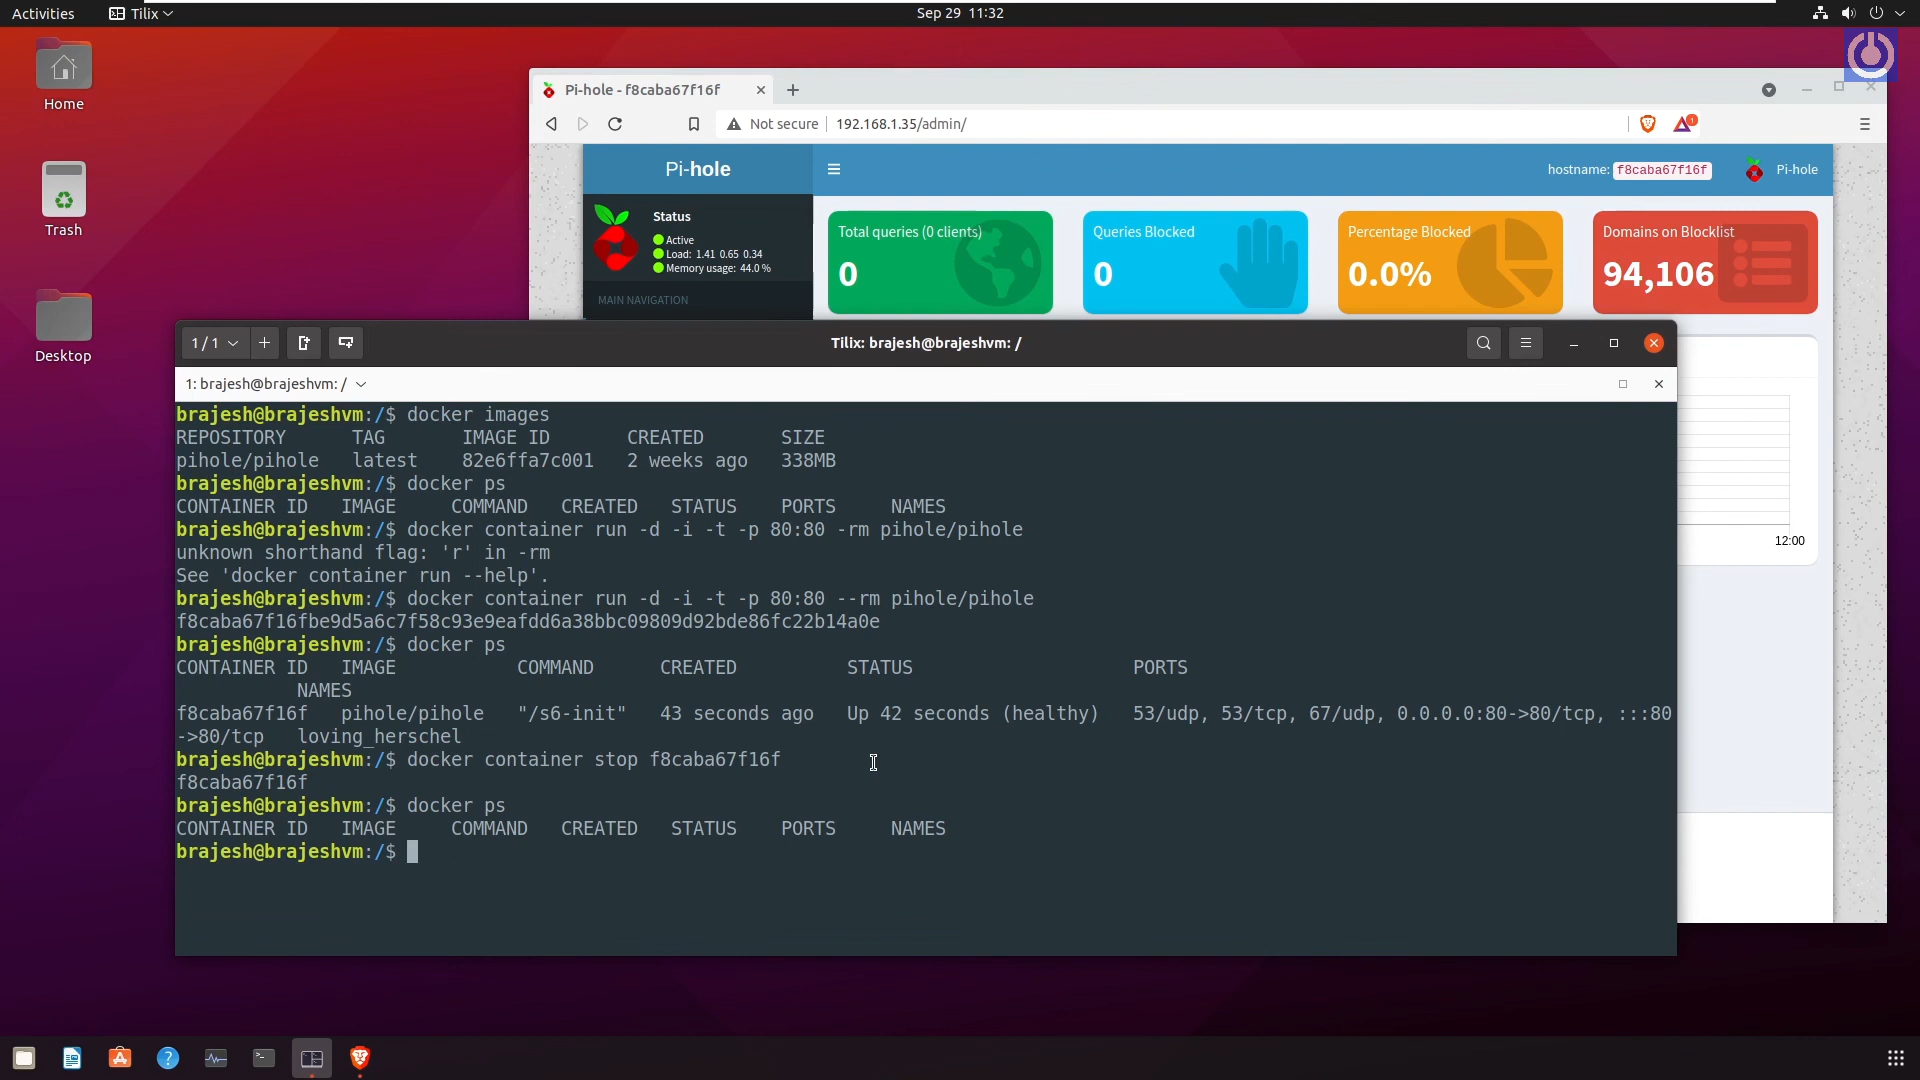 Activities
Tilix
Sep 29 11:32
Home
Trash
Desktop
Pi-hole - f8caba67f16f
Not secure
192.168.1.35/admin/
1
Pi-hole
hostname: f8caba67f16f
Pi-hole
Status
Active
Load: 1.41 0.65 0.34
Memory usage: 44.0 %
MAIN NAVIGATION
Total queries (0 clients)
0
Queries Blocked
0
Percentage Blocked
0.0%
Domains on Blocklist
94,106
12:00
1 / 1
Tilix: brajesh@brajeshvm: /
1: brajesh@brajeshvm: /
brajesh@brajeshvm:/$ docker images
REPOSITORY TAG IMAGE ID CREATED SIZE
pihole/pihole latest 82e6ffa7c001 2 weeks ago 338MB
brajesh@brajeshvm:/$ docker ps
CONTAINER ID IMAGE COMMAND CREATED STATUS PORTS NAMES
brajesh@brajeshvm:/$ docker container run -d -i -t -p 80:80 -rm pihole/pihole
unknown shorthand flag: 'r' in -rm
See 'docker container run --help'.
brajesh@brajeshvm:/$ docker container run -d -i -t -p 80:80 --rm pihole/pihole
f8caba67f16fbe9d5a6c7f58c93e9eafdd6a38bbc09809d92bde86fc22b14a0e
brajesh@brajeshvm:/$ docker ps
CONTAINER ID IMAGE COMMAND CREATED STATUS PORTS
NAMES
f8caba67f16f pihole/pihole "/s6-init" 43 seconds ago Up 42 seconds (healthy) 53/udp, 53/tcp, 67/udp, 0.0.0.0:80->80/tcp, :::80
->80/tcp loving_herschel
brajesh@brajeshvm:/$ docker container stop f8caba67f16f
f8caba67f16f
brajesh@brajeshvm:/$ docker ps
CONTAINER ID IMAGE COMMAND CREATED STATUS PORTS NAMES
brajesh@brajeshvm:/$